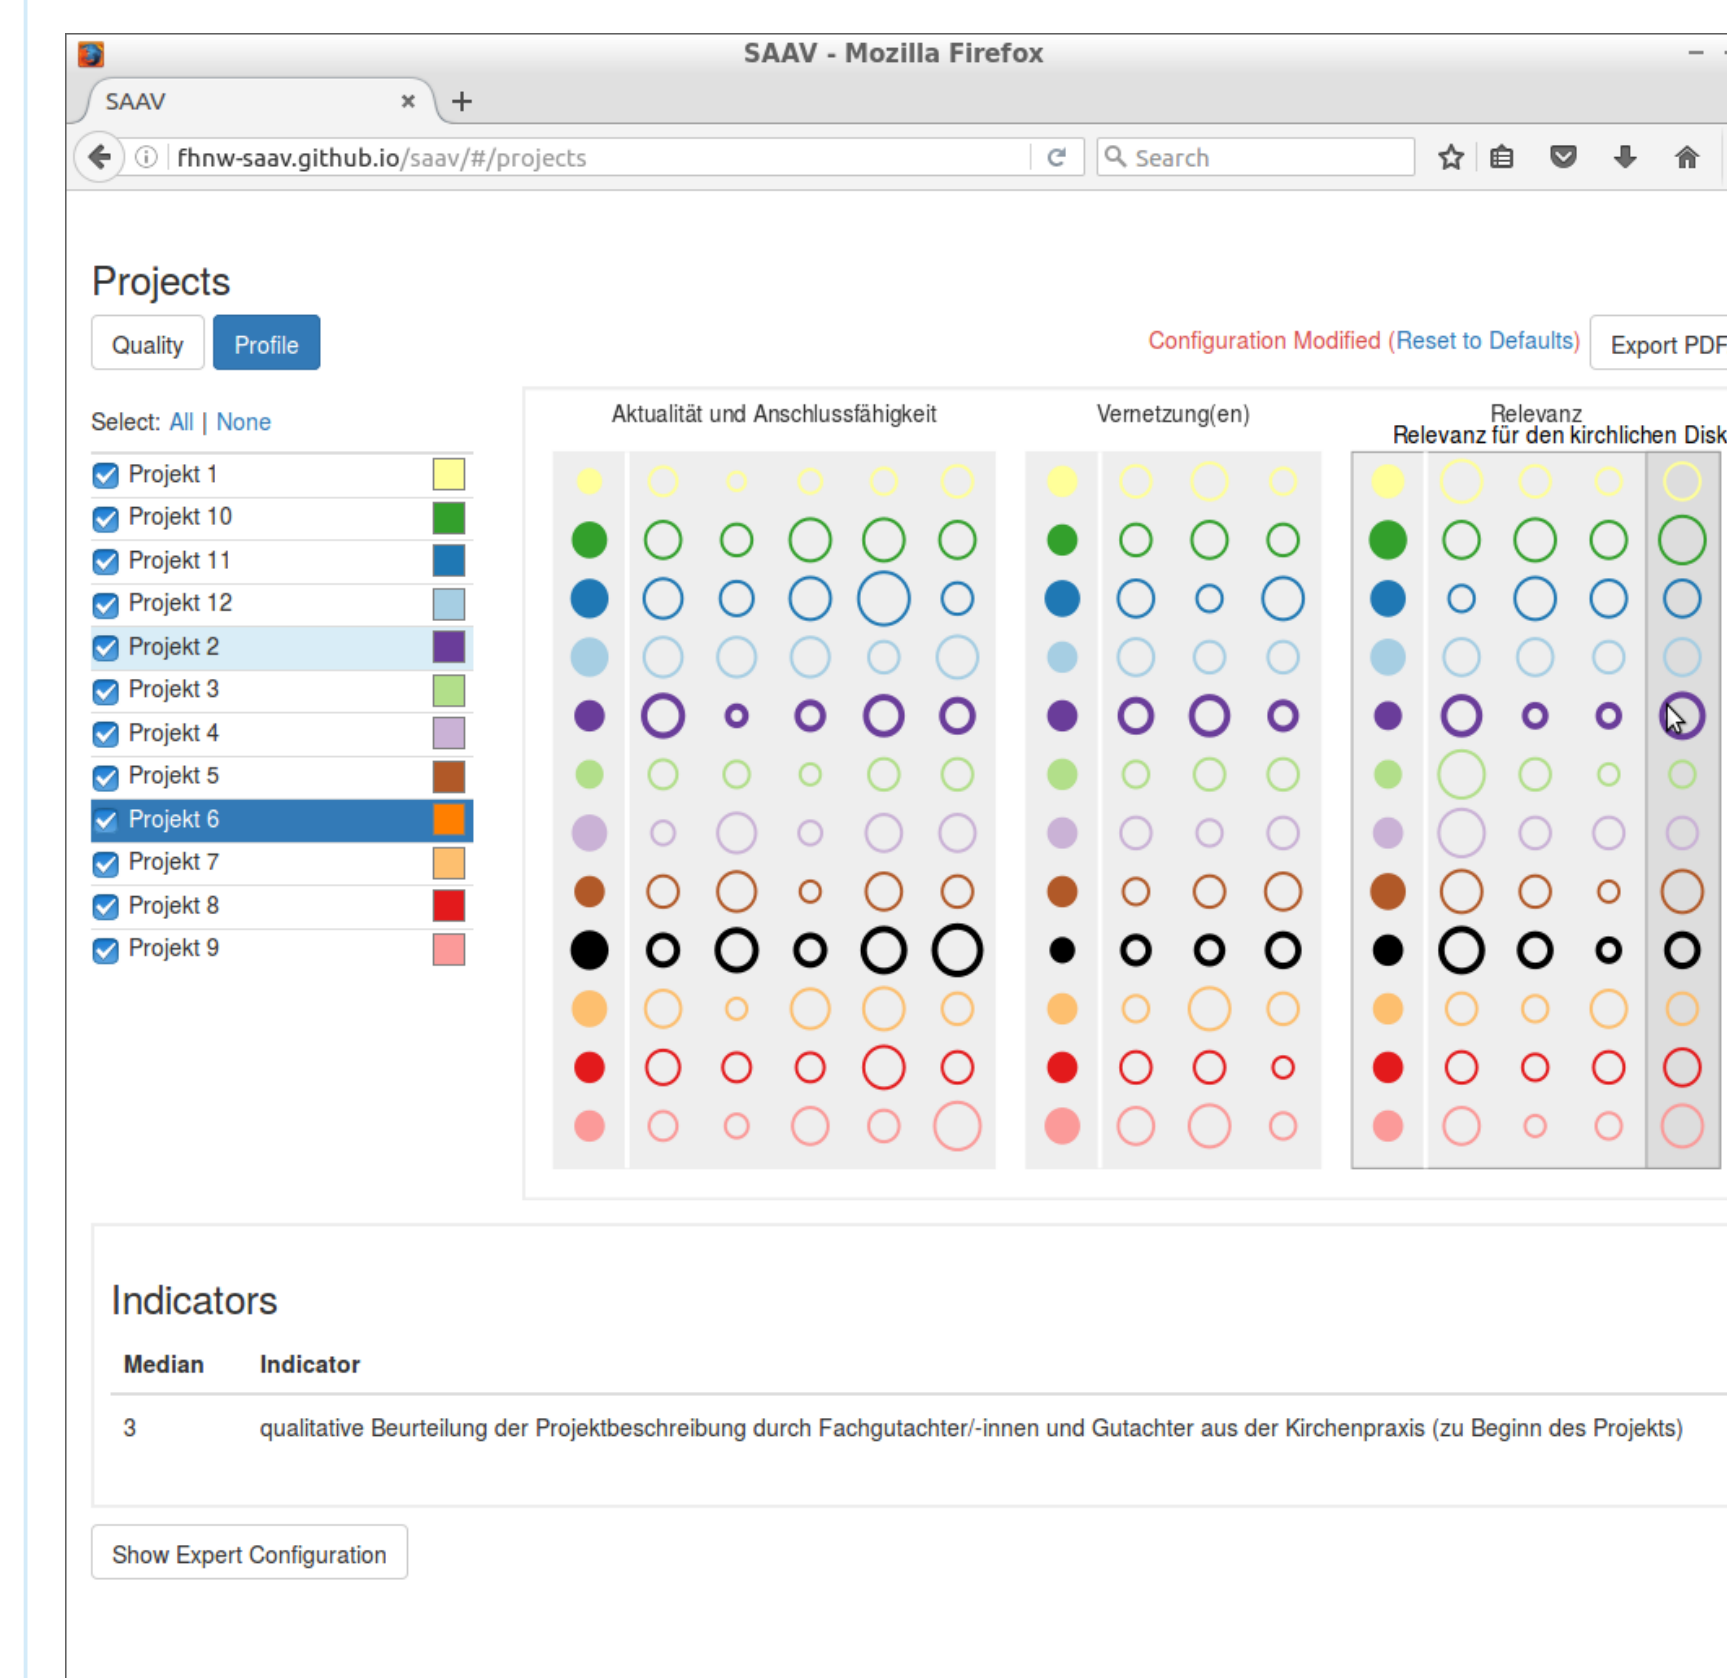 SAAV - Mozilla Firefox
SAAV
fhnw-saav.github.io/saav/#/projects
Search
Projects
Quality
Profile
Configuration Modified (Reset to Defaults)
Export PDF
Select: All | None
Aktualität und Anschlussfähigkeit
Vernetzung(en)
Relevanz
Relevanz für den kirchlichen Disk
Projekt 1
Projekt 10
Projekt 11
Projekt 12
Projekt 2
Projekt 3
Projekt 4
Projekt 5
Projekt 6
Projekt 7
Projekt 8
Projekt 9
Indicators
Median Indicator
3 qualitative Beurteilung der Projektbeschreibung durch Fachgutachter/-innen und Gutachter aus der Kirchenpraxis (zu Beginn des Projekts)
Show Expert Configuration